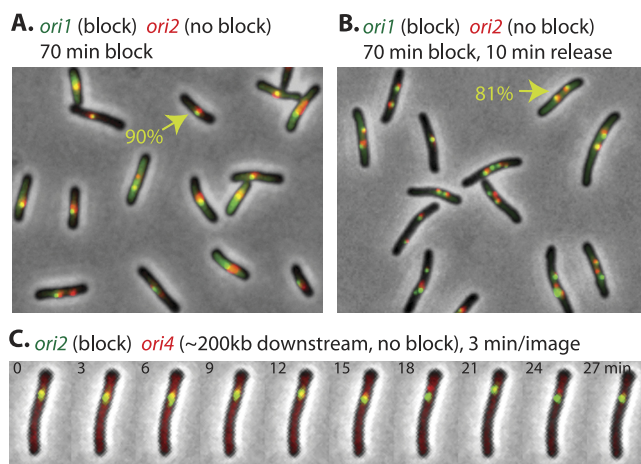 A. ori1 (block) ori2 (no block)
70 min block
90%
B. ori1 (block) ori2 (no block)
70 min block, 10 min release
81%
C. ori2 (block) ori4 (~200kb downstream, no block), 3 min/image
0 3 6 9 12 15 18 21 24 27 min